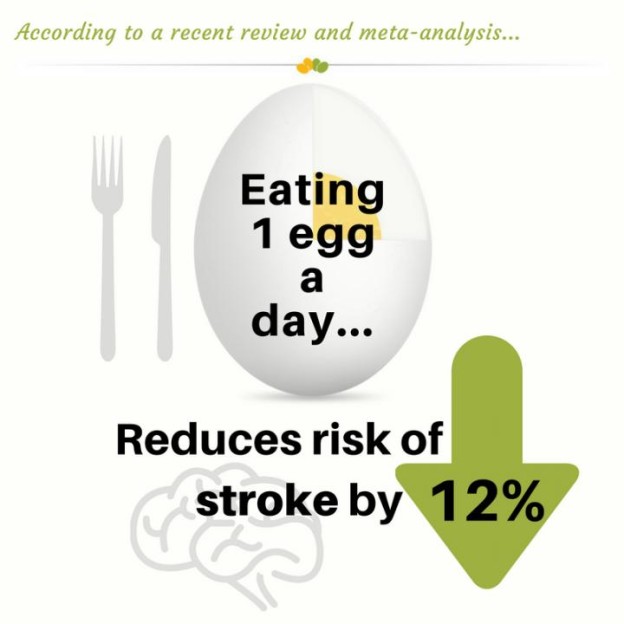 According to a recent review and meta-analysis...
Eating
1 egg
a
day...
Reduces risk of
stroke by 12%